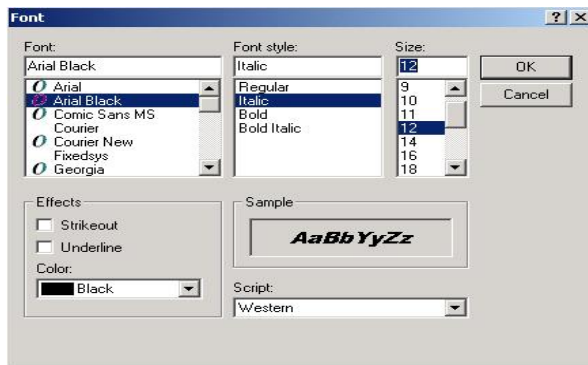 Font
Font: Font style: Size:
Arial Black Italic 12 OK
Arial Regular 9 Cancel
Arial Black Italic 10
Comic Sans MS Bold 11
Courier Bold Italic 12
Courier New 14
Fixedsys 16
Georgia 18
Effects Sample
Strikeout
Underline AaBbYyZz
Color:
Black Script:
Western